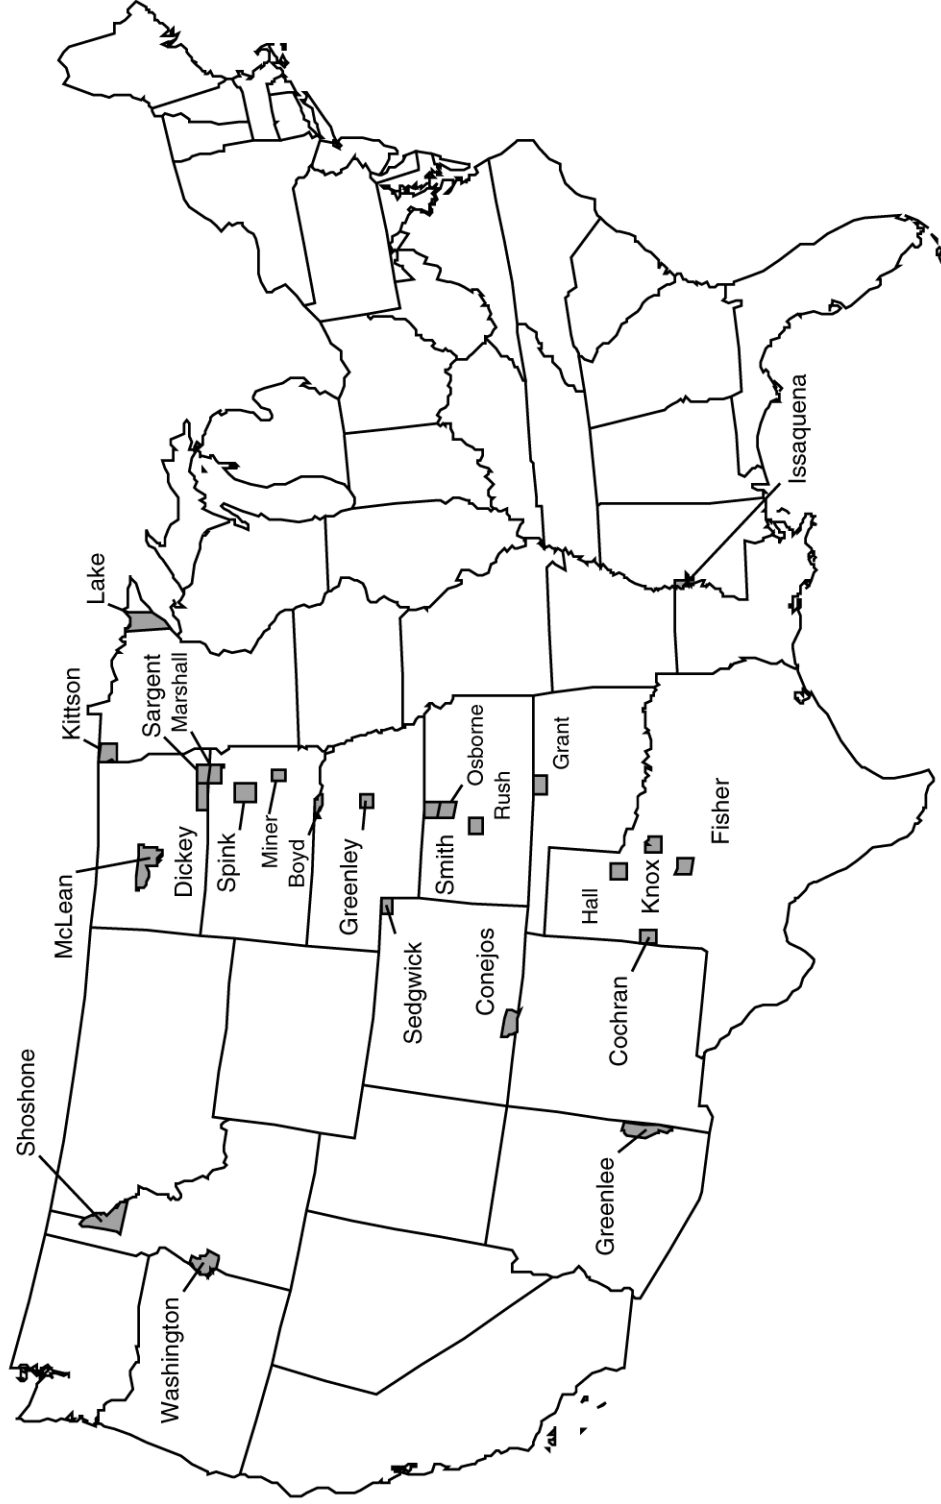 Shoshone
McLean
Kittson
Lake
Washington
Dickey
Sargent
Marshall
Spink
Miner
Boyd
Greenley
Sedgwick
Smith
Osborne
Rush
Conejos
Grant
Greenlee
Cochran
Hall
Knox
Fisher
Issaquena